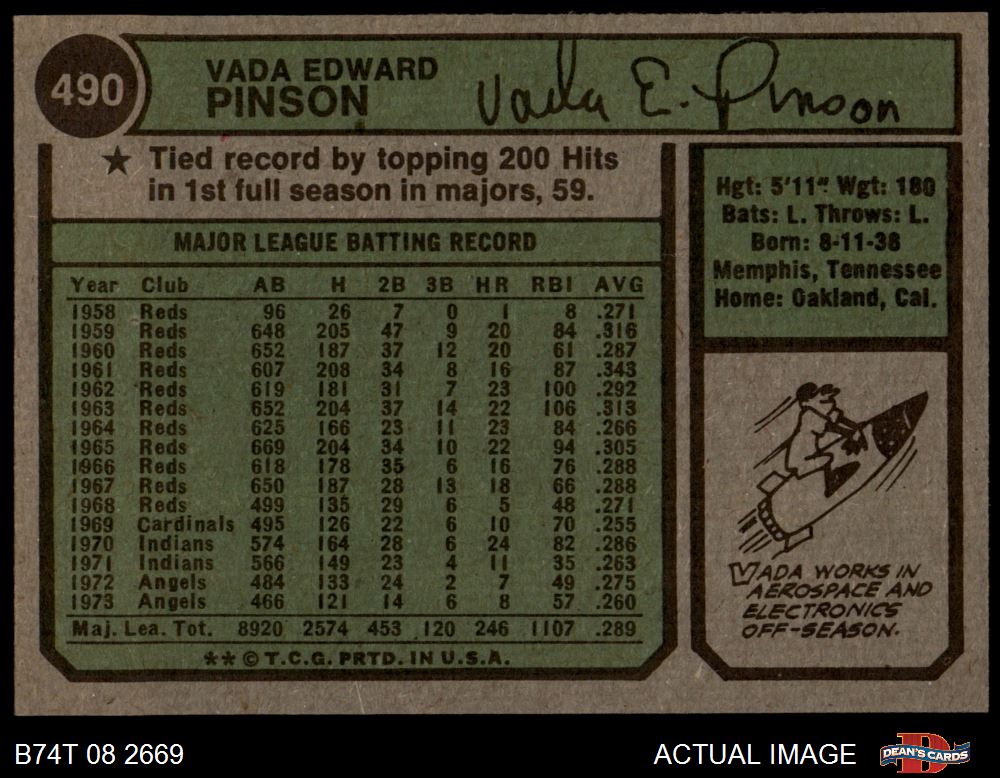 490
VADA EDWARD
PINSON
Vada E. Pinson
★ Tied record by topping 200 Hits
in 1st full season in majors, 59.
MAJOR LEAGUE BATTING RECORD
Year Club AB H 2B 3B HR RBI AVG
1958 Reds 96 26 7 0 1 8 .271
1959 Reds 648 205 47 9 20 84 .316
1960 Reds 652 187 37 12 20 61 .287
1961 Reds 607 208 34 8 16 87 .343
1962 Reds 619 181 31 7 23 100 .292
1963 Reds 652 204 37 14 22 106 .313
1964 Reds 625 166 23 11 23 84 .266
1965 Reds 669 204 34 10 22 94 .305
1966 Reds 618 178 35 6 16 76 .288
1967 Reds 650 187 28 13 18 66 .288
1968 Reds 499 135 29 6 5 48 .271
1969 Cardinals 495 126 22 6 10 70 .255
1970 Indians 574 164 28 6 24 82 .286
1971 Indians 566 149 23 4 11 35 .263
1972 Angels 484 133 24 2 7 49 .275
1973 Angels 466 121 14 6 8 57 .260
Maj. Lea. Tot. 8920 2574 453 120 246 1107 .289
** © T.C.G. PRTD. IN U.S.A.
Hgt: 5'11" Wgt: 180
Bats: L. Throws: L.
Born: 8-11-38
Memphis, Tennessee
Home: Oakland, Cal.
VADA WORKS IN
AEROSPACE AND
ELECTRONICS
OFF-SEASON.
B74T 08 2669
ACTUAL IMAGE
D
DEAN'S CARDS